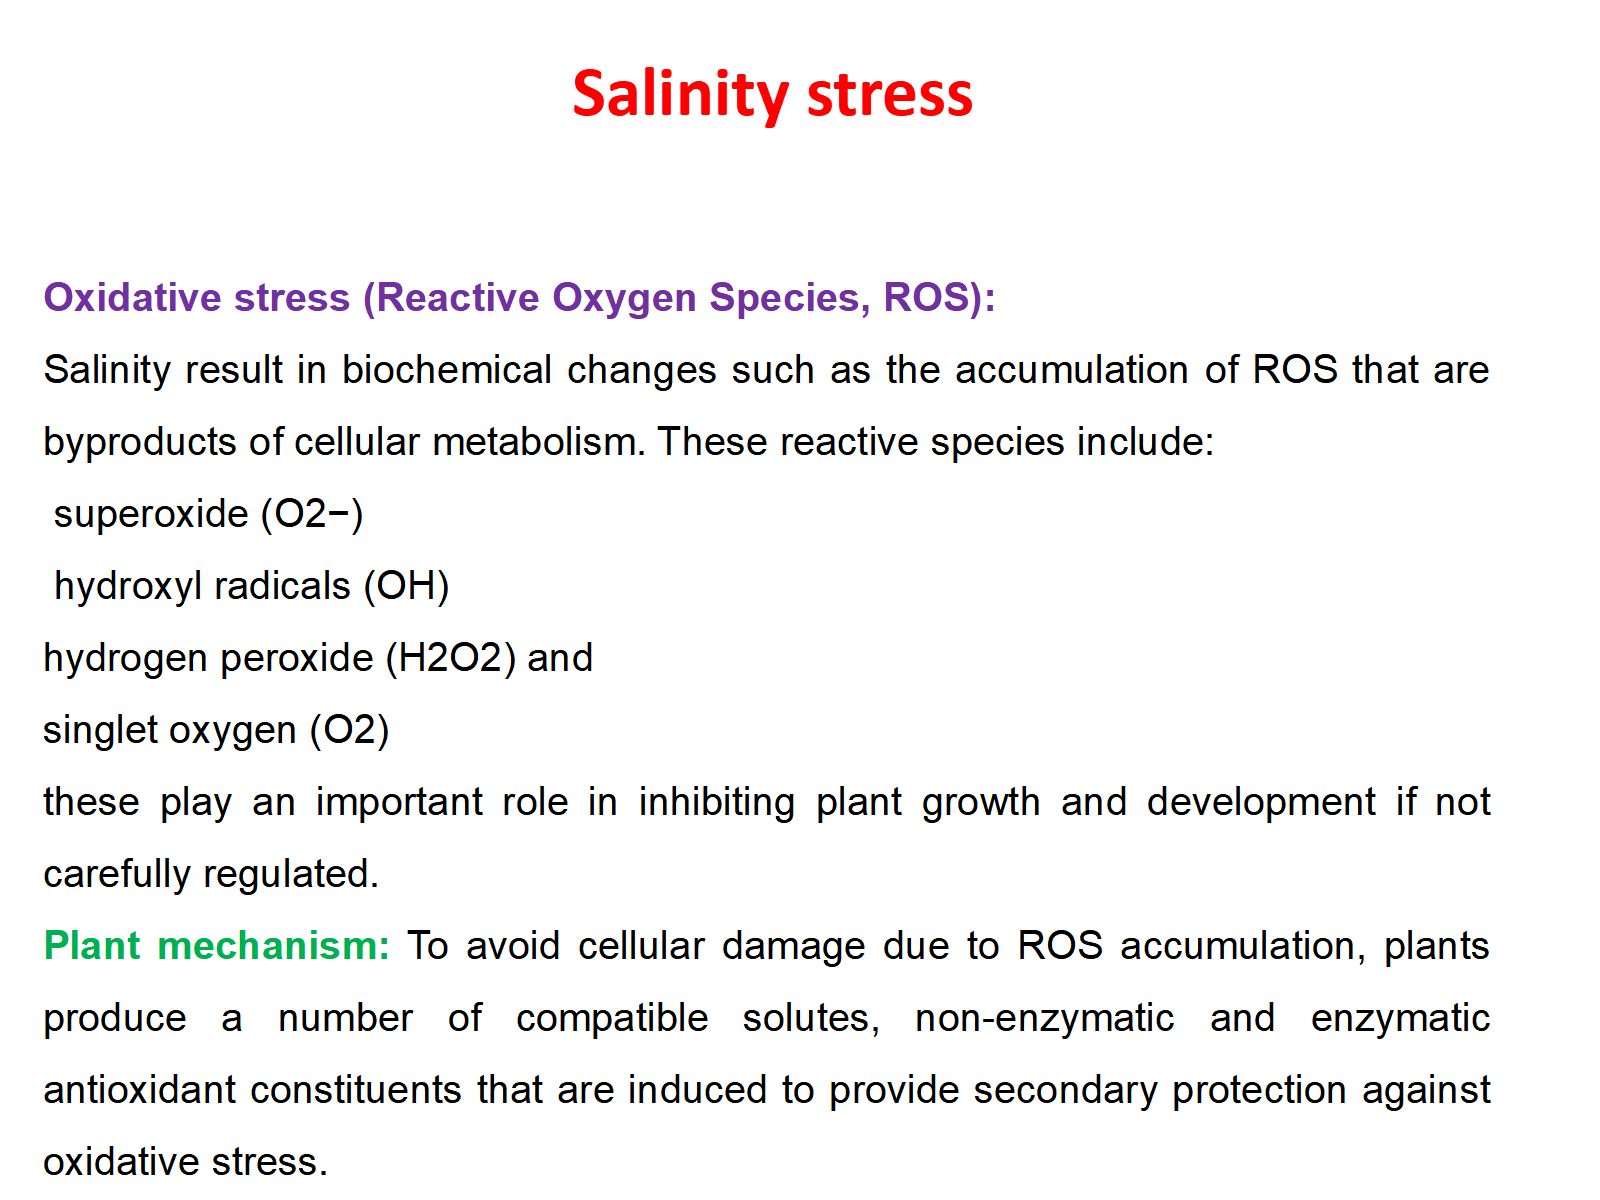 Salinity stress
Oxidative stress (Reactive Oxygen Species, ROS):
Salinity result in biochemical changes such as the accumulation of ROS that are
byproducts of cellular metabolism. These reactive species include:
superoxide (O2−)
hydroxyl radicals (OH)
hydrogen peroxide (H2O2) and
singlet oxygen (O2)
these play an important role in inhibiting plant growth and development if not
carefully regulated.
Plant mechanism: To avoid cellular damage due to ROS accumulation, plants
produce a number of compatible solutes, non-enzymatic and enzymatic
antioxidant constituents that are induced to provide secondary protection against
oxidative stress.